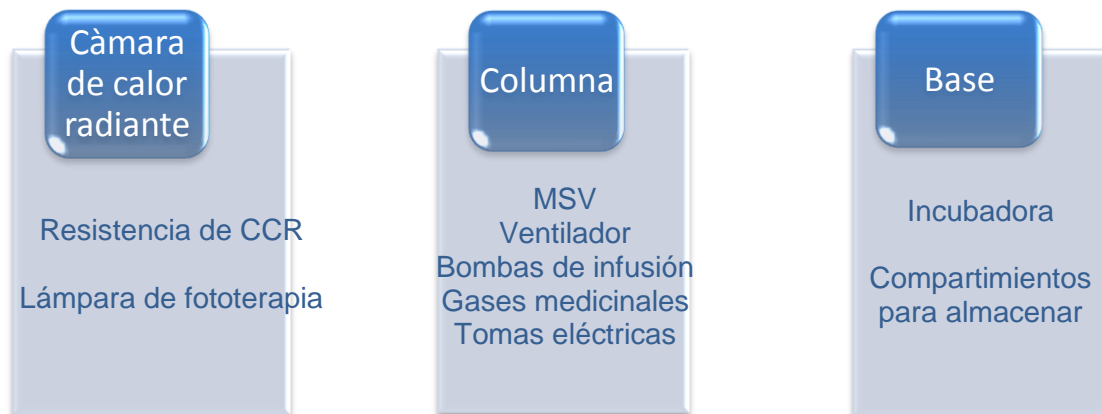 Càmara
de calor
radiante
Resistencia de CCR
Lámpara de fototerapia
Columna
MSV
Ventilador
Bombas de infusión
Gases medicinales
Tomas eléctricas
Base
Incubadora
Compartimientos
para almacenar